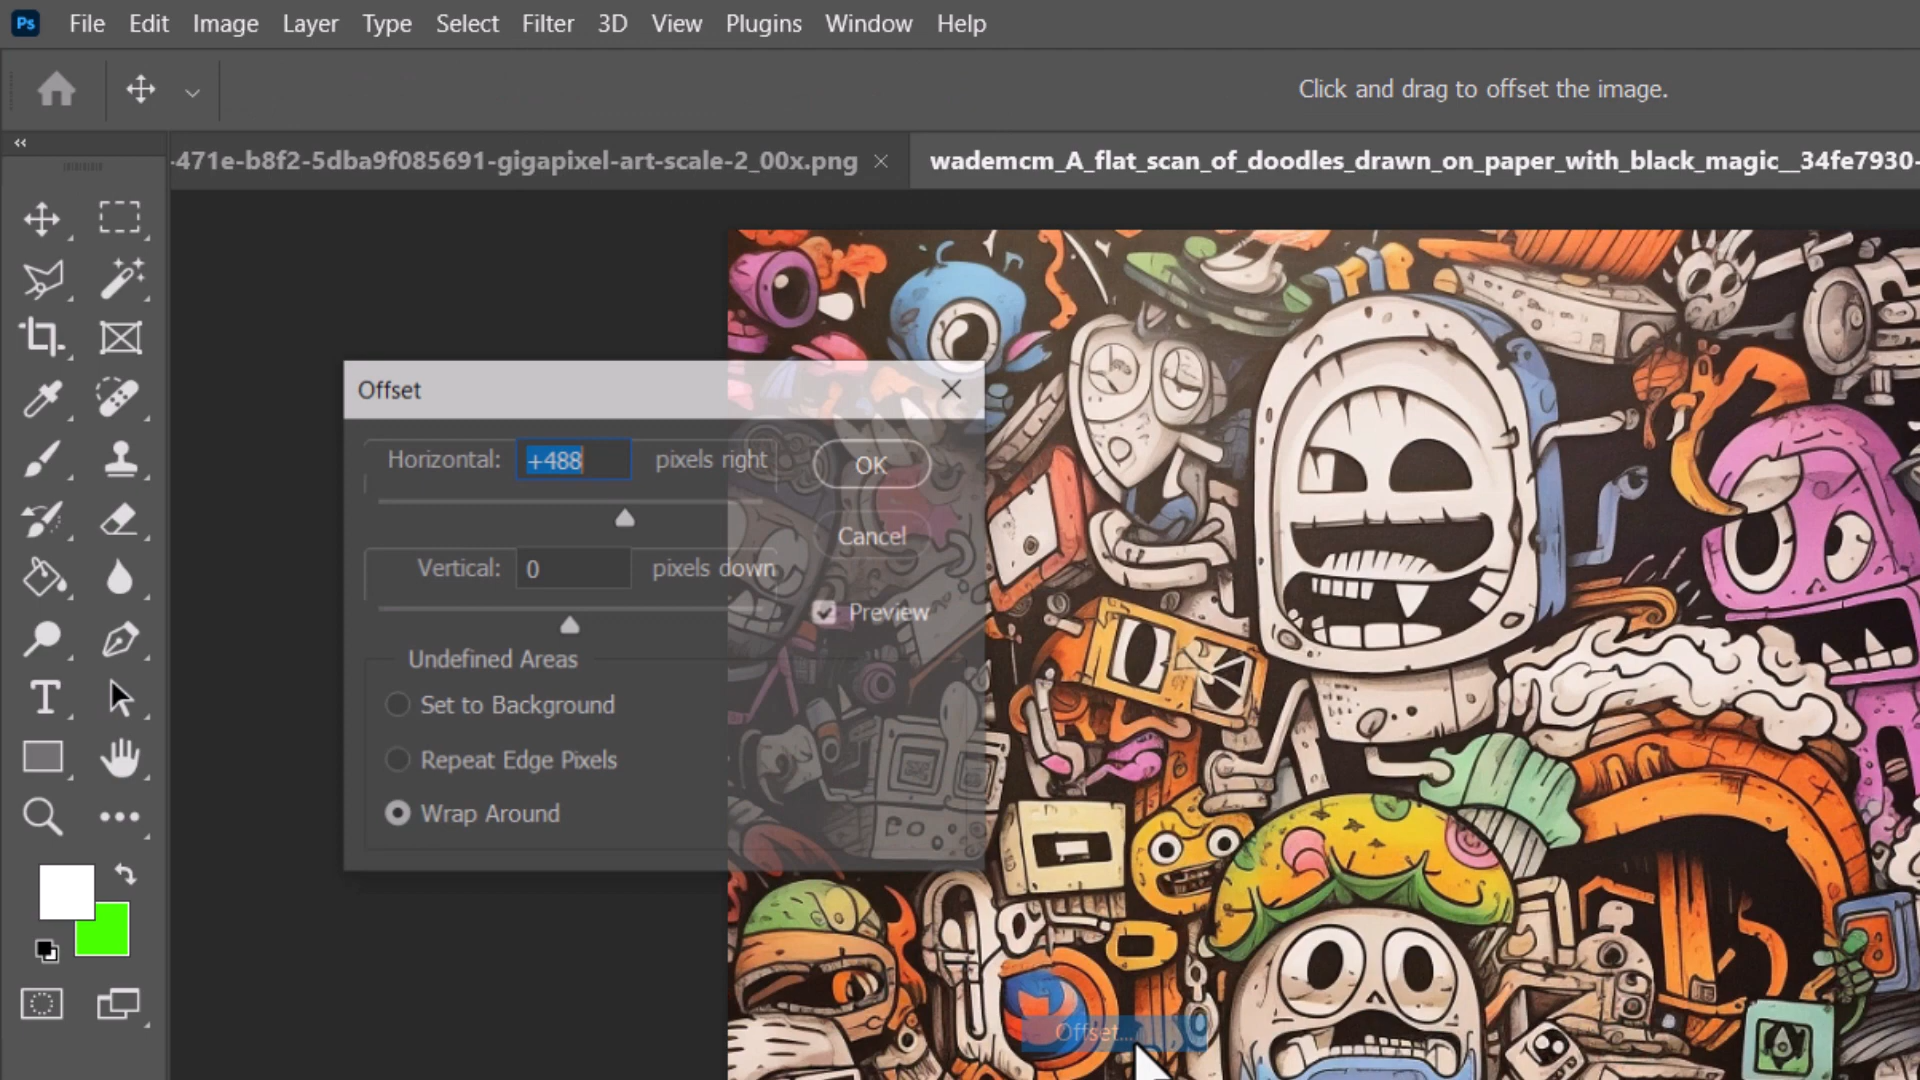 Ps File Edit Image Layer Type Select Filter 3D View Plugins Window Help
Click and drag to offset the image.
-471e-b8f2-5dba9f085691-gigapixel-art-scale-2_00x.png
wademcm_A_flat_scan_of_doodles_drawn_on_paper_with_black_magic__34fe7930-
Offset
Horizontal: +488 pixels right
OK
Cancel
Vertical: 0 pixels down
Preview
Undefined Areas
Set to Background
Repeat Edge Pixels
Wrap Around
Offset...